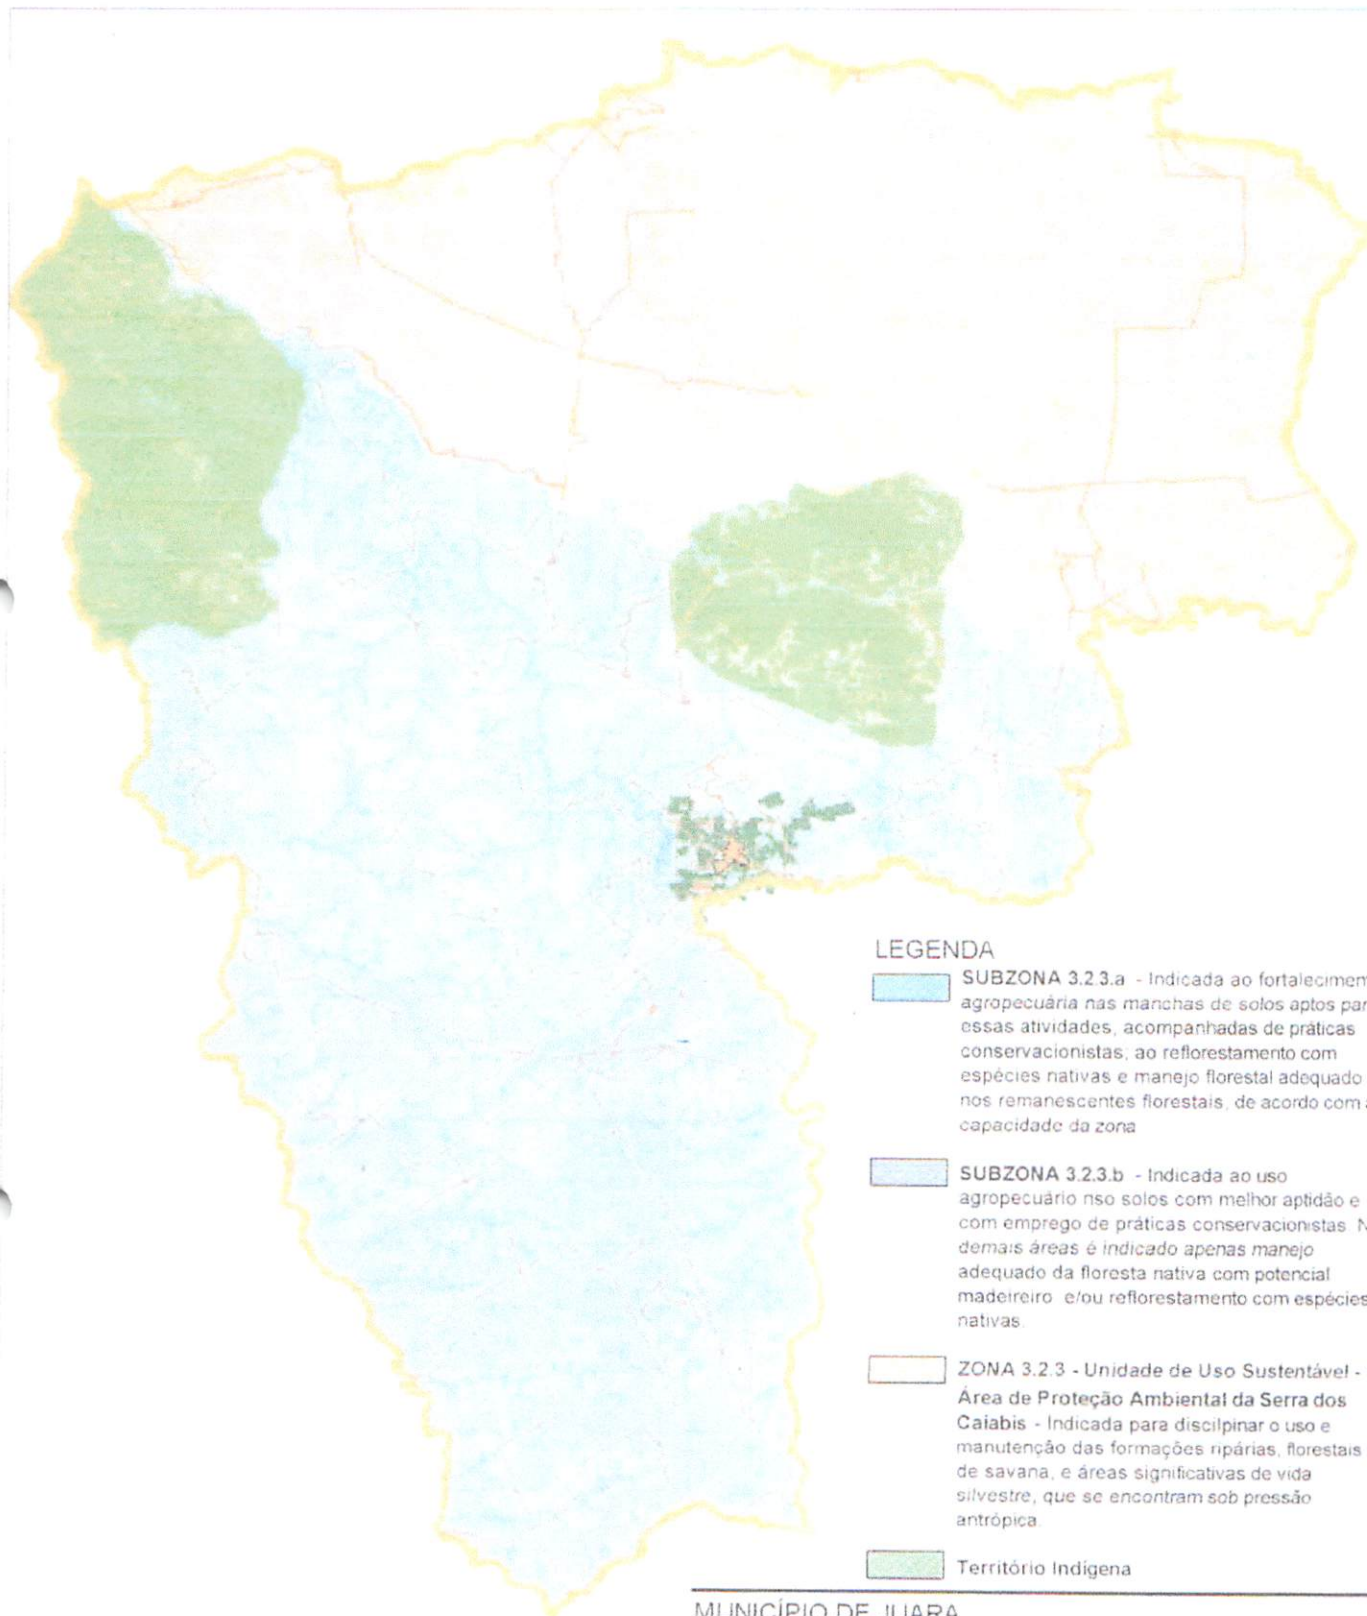 LEGENDA
SUBZONA 3.2.3.a - Indicada ao fortalecimen
agropecuária nas manchas de solos aptos par
essas atividades, acompanhadas de práticas
conservacionistas; ao reflorestamento com
espécies nativas e manejo florestal adequado
nos remanescentes florestais, de acordo com
capacidade da zona
SUBZONA 3.2.3.b - Indicada ao uso
agropecuário nso solos com melhor aptidão e
com emprego de práticas conservacionistas. N
demais áreas é indicado apenas manejo
adequado da floresta nativa com potencial
madeireiro e/ou reflorestamento com espécies
nativas.
ZONA 3.2.3 - Unidade de Uso Sustentável -
Área de Proteção Ambiental da Serra dos
Caiabis - Indicada para discilpinar o uso e
manutenção das formações ripárias, florestais
de savana, e áreas significativas de vida
silvestre, que se encontram sob pressão
antrópica.
Território Indígena
MUNICÍPIO DE JUARA